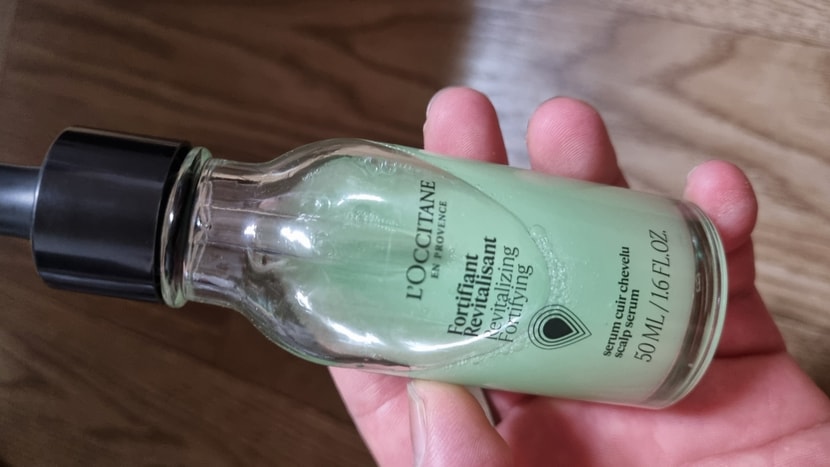 L'OCCITANE
EN PROVENCE
Fortifiant
Revitalisant
Revitalizing
Fortifying
serum cuir chevelu
scalp serum
50 ML / 1.6 FL.OZ.